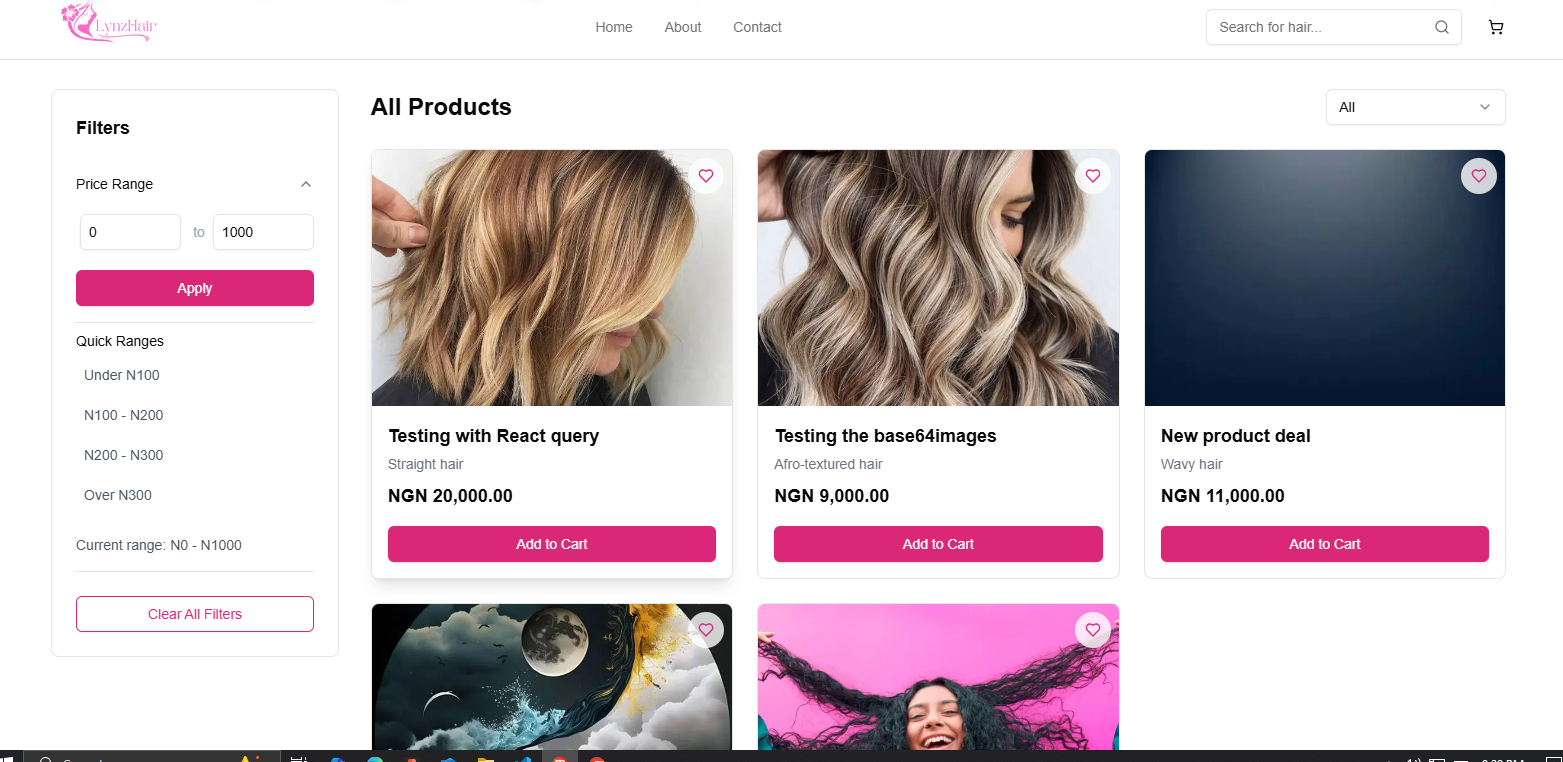 LynzHair
Home About Contact
Search for hair...
Filters
Price Range
0 to 1000
Apply
Quick Ranges
Under N100
N100 - N200
N200 - N300
Over N300
Current range: N0 - N1000
Clear All Filters
All Products
All
Testing with React query
Straight hair
NGN 20,000.00
Add to Cart
Testing the base64images
Afro-textured hair
NGN 9,000.00
Add to Cart
New product deal
Wavy hair
NGN 11,000.00
Add to Cart